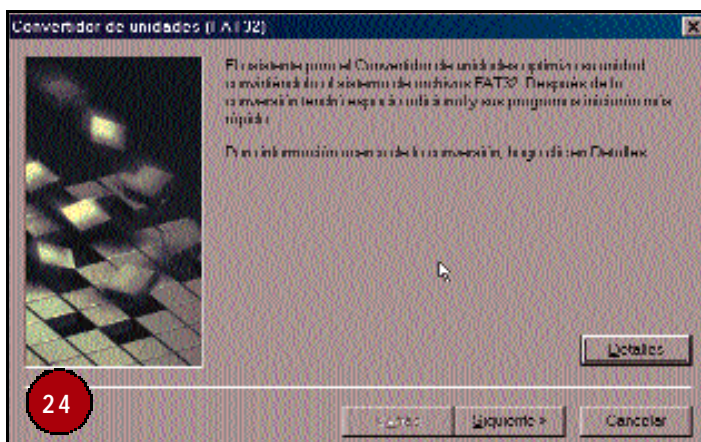 Convertidor de unidades (FAT32)
El asistente para el Convertidor de unidades optimiza su unidad
convirtiéndola al sistema de archivos FAT32. Después de la
conversión tendrá espacio adicional y sus programas iniciarán más
rápido.
Para información acerca de la conversión, haga clic en Detalles.
Detalles
24
< Atrás
Siguiente >
Cancelar